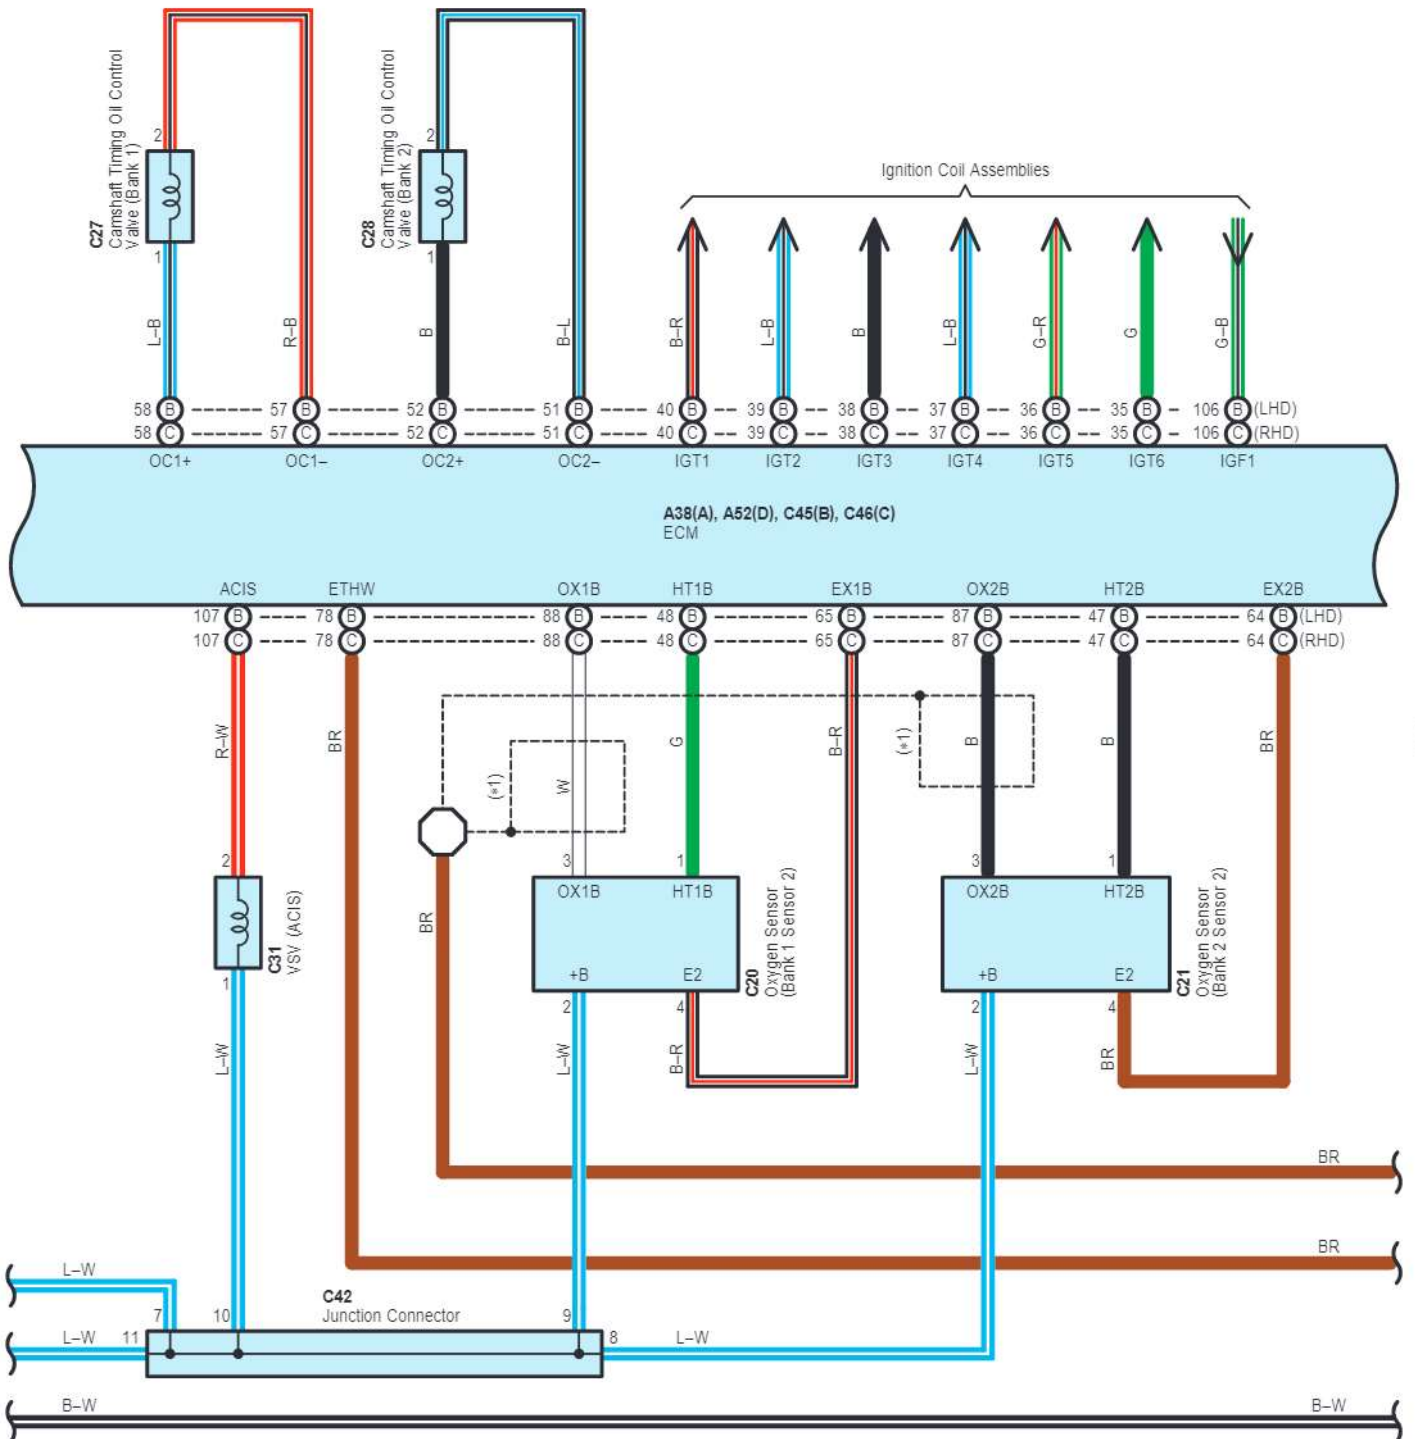 C27
Camshaft Timing Oil Control
Valve (Bank 1)
2
1
L–B
R–B
C28
Camshaft Timing Oil Control
Valve (Bank 2)
2
1
B
B–L
Ignition Coil Assemblies
B–R
L–B
B
L–B
G–R
G
G–B
58 B 57 B 52 B 51 B 40 B 39 B 38 B 37 B 36 B 35 B 106 B (LHD)
58 C 57 C 52 C 51 C 40 C 39 C 38 C 37 C 36 C 35 C 106 C (RHD)
OC1+ OC1– OC2+ OC2– IGT1 IGT2 IGT3 IGT4 IGT5 IGT6 IGF1
A38(A), A52(D), C45(B), C46(C)
ECM
ACIS ETHW OX1B HT1B EX1B OX2B HT2B EX2B
107 B 78 B 88 B 48 B 65 B 87 B 47 B 64 B (LHD)
107 C 78 C 88 C 48 C 65 C 87 C 47 C 64 C (RHD)
R–W
BR
(*1)
W
G
B–R
(*1)
B
B
BR
2
3
1
3
1
OX1B HT1B
OX2B HT2B
C31
VSV (ACIS)
BR
+B E2
C20
Oxygen Sensor
(Bank 1 Sensor 2)
+B E2
C21
Oxygen Sensor
(Bank 2 Sensor 2)
1
2
4
2
4
L–W
L–W
B–R
L–W
BR
BR
BR
L–W
C42
Junction Connector
7
10
9
L–W 11
8 L–W
B–W B–W